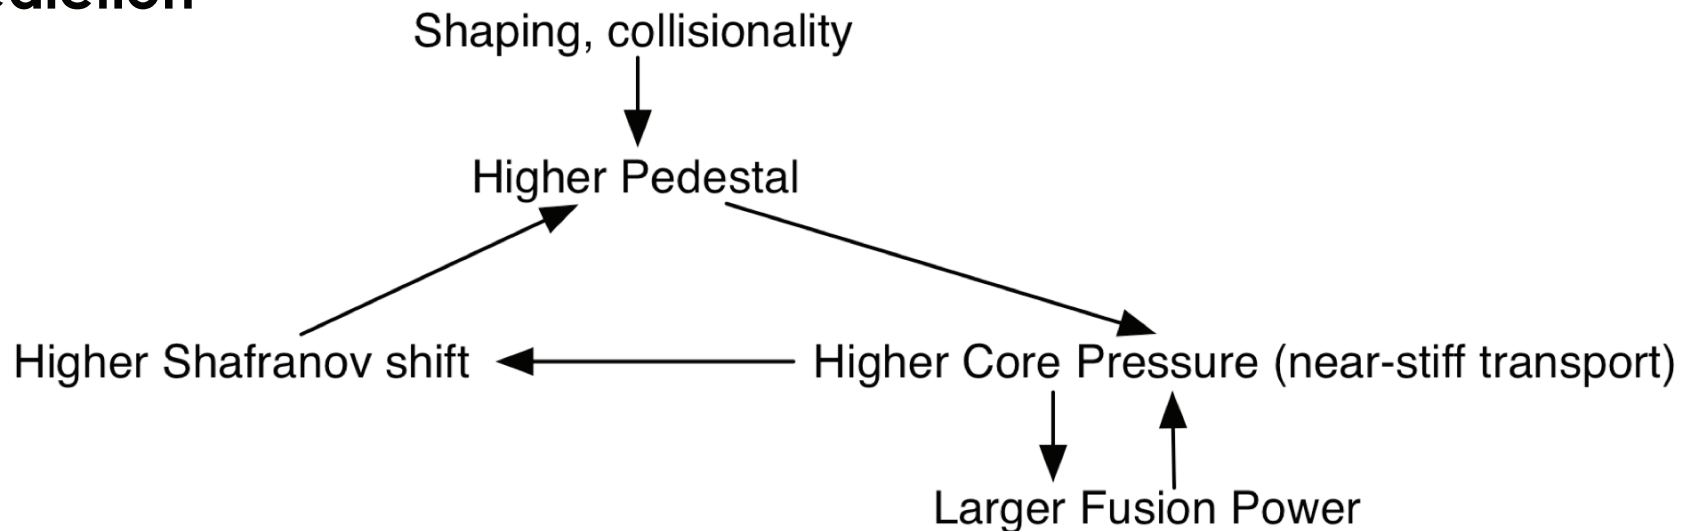 Shaping, collisionality
Higher Pedestal
Higher Shafranov shift
Higher Core Pressure (near-stiff transport)
Larger Fusion Power